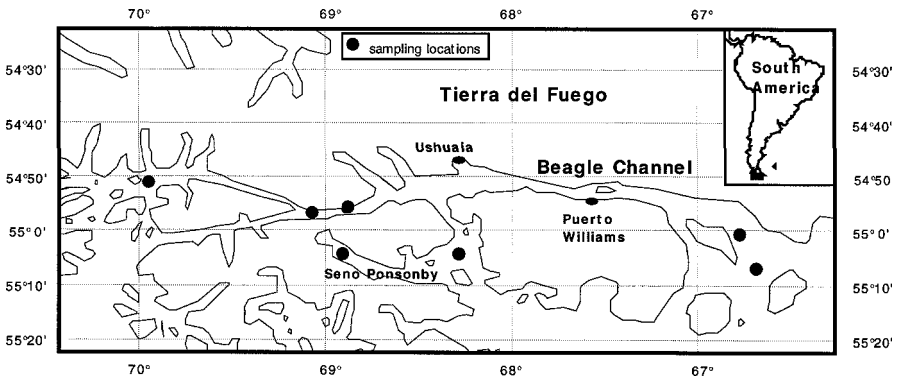 70° 69° 68° 67°
sampling locations
54°30' 54°30'
South
America
Tierra del Fuego
54°40' 54°40'
Ushuaia
Beagle Channel
54°50' 54°50
Puerto
Williams
55° 0' 55° 0'
Seno Ponsonby
55°10' 55°10'
55°20' 55°20'
70° 69° 68° 67°